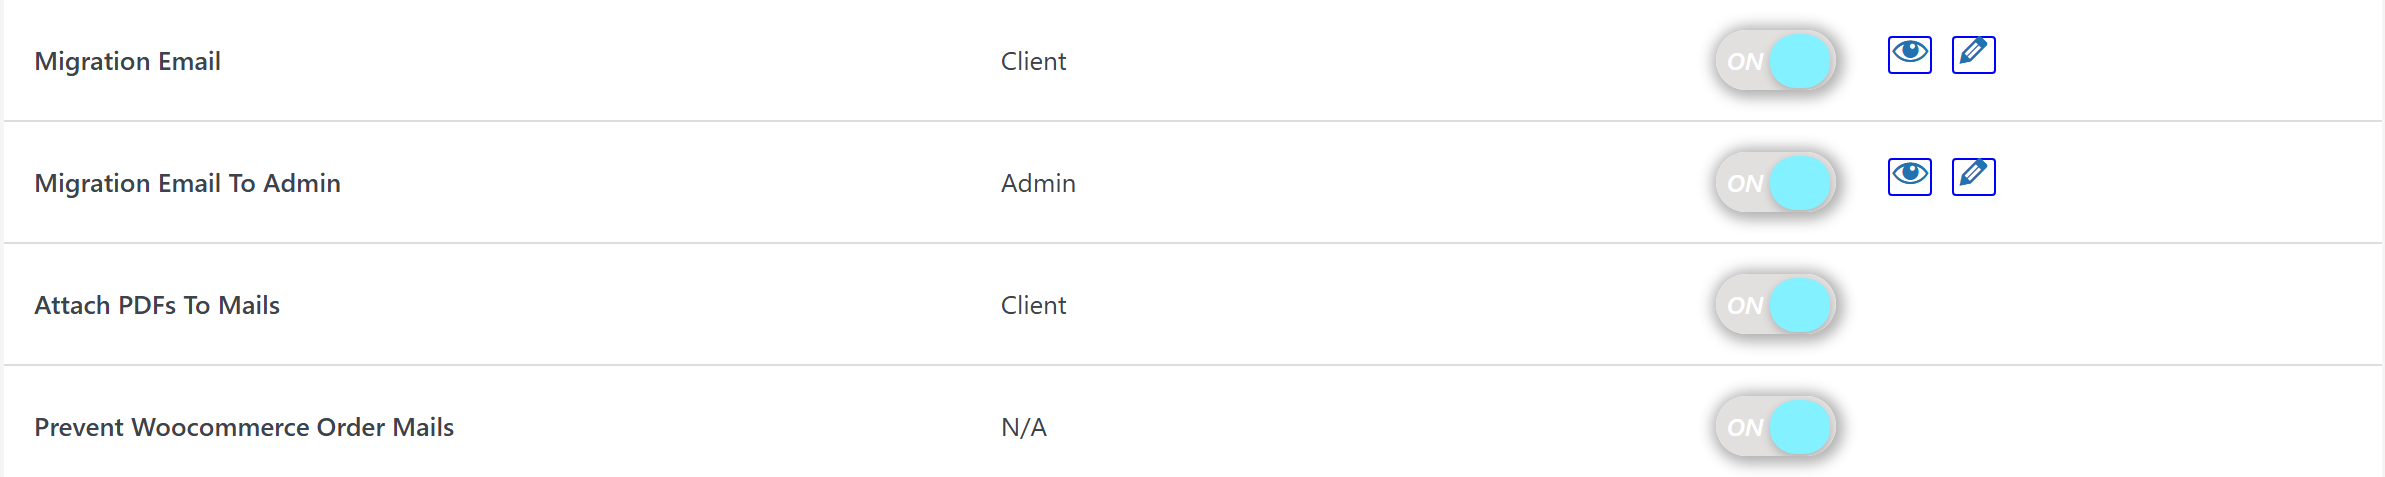 Migration Email Client ON
Migration Email To Admin Admin ON
Attach PDFs To Mails Client ON
Prevent Woocommerce Order Mails N/A ON